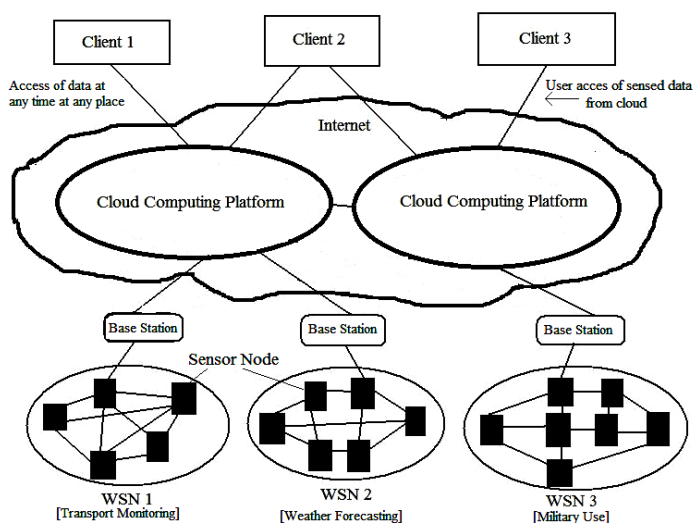 Client 1
Client 2
Client 3
Access of data at
any time at any place
User acces of sensed data
from cloud
Internet
Cloud Computing Platform
Cloud Computing Platform
Base Station
Base Station
Base Station
Sensor Node
WSN 1
[Transport Monitoring]
WSN 2
[Weather Forecasting]
WSN 3
[Military Use]